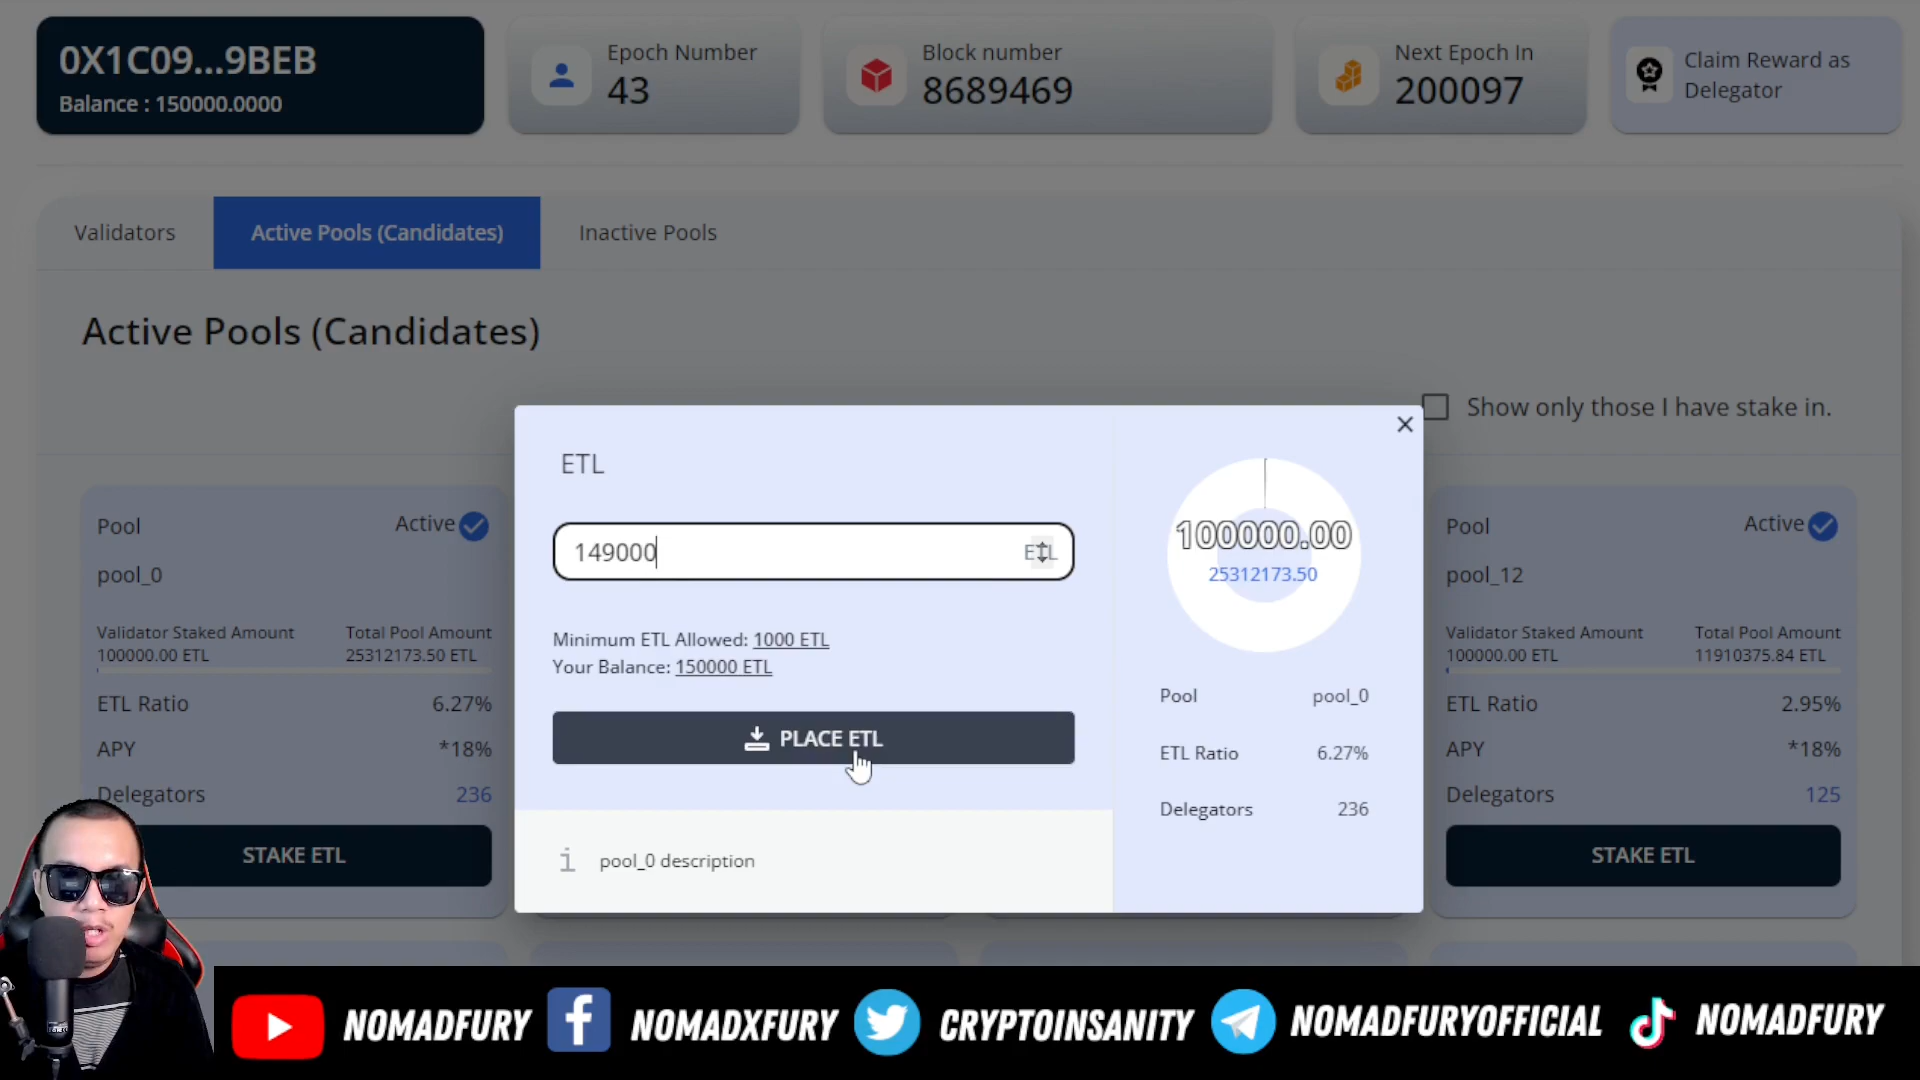 0X1C09...9BEB
Balance : 150000.0000
Epoch Number
43
Block number
8689469
Next Epoch In
200097
Claim Reward as
Delegator
Validators
Active Pools (Candidates)
Inactive Pools
Active Pools (Candidates)
Show only those I have stake in.
Pool
Active
pool_0
Validator Staked Amount
Total Pool Amount
100000.00 ETL
25312173.50 ETL
ETL Ratio
6.27%
APY
*18%
Delegators
236
STAKE ETL
ETL
149000
ETL
Minimum ETL Allowed: 1000 ETL
Your Balance: 150000 ETL
PLACE ETL
i pool_0 description
100000.00
25312173.50
Pool
pool_0
ETL Ratio
6.27%
Delegators
236
Pool
Active
pool_12
Validator Staked Amount
Total Pool Amount
100000.00 ETL
11910375.84 ETL
ETL Ratio
2.95%
APY
*18%
Delegators
125
STAKE ETL
NOMADFURY
NOMADXFURY
CRYPTOINSANITY
NOMADFURYOFFICIAL
NOMADFURY